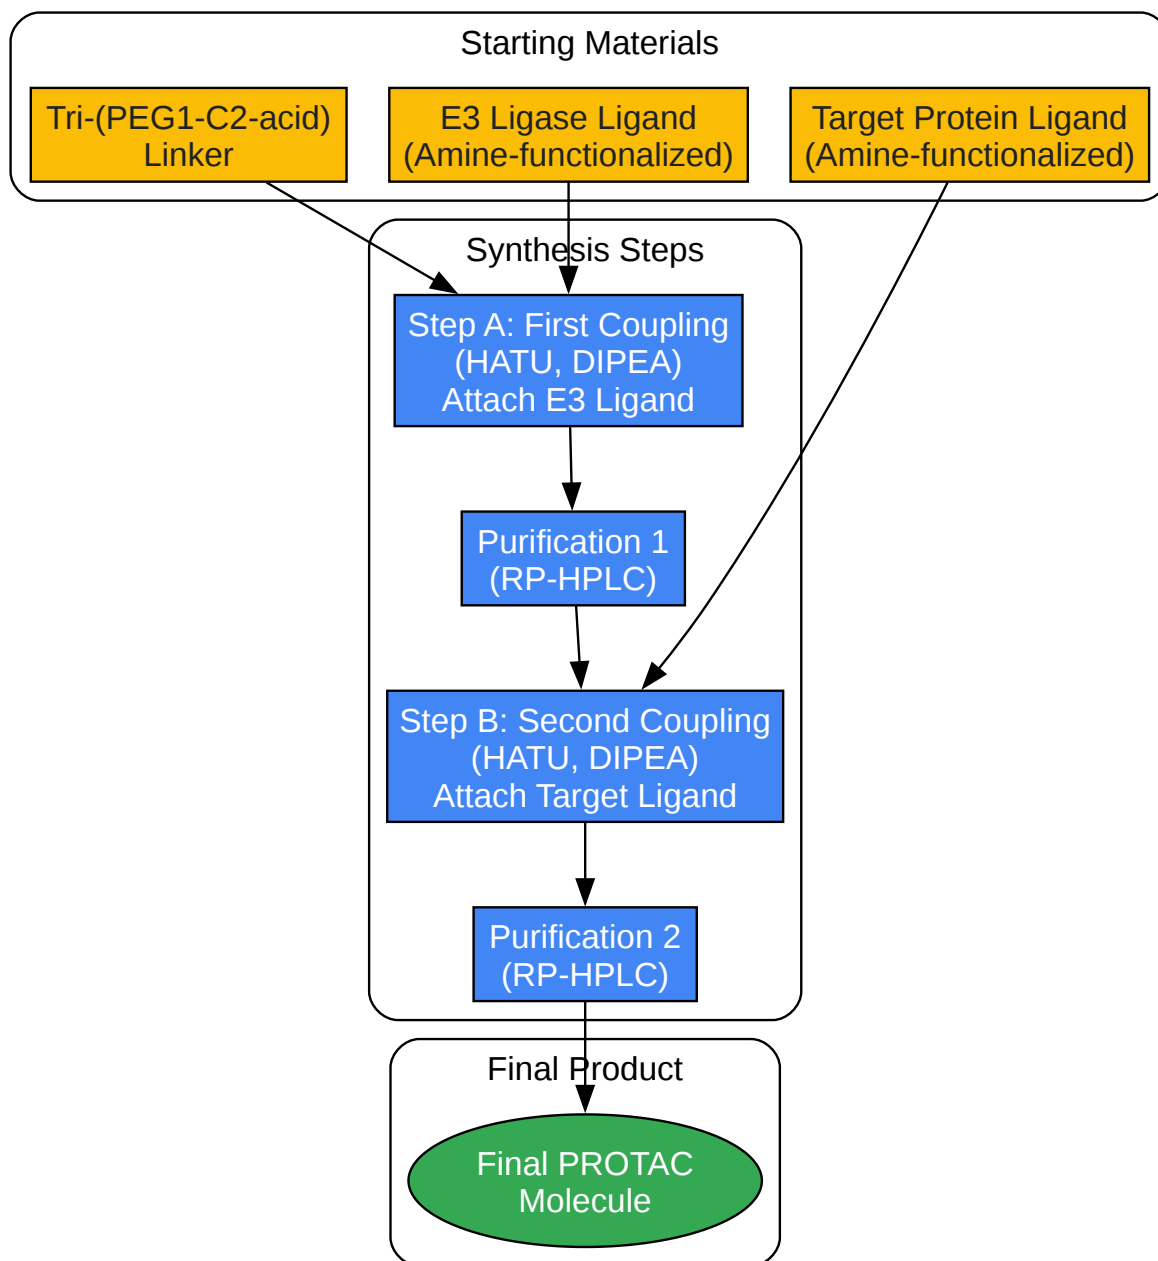 Starting Materials
Tri-(PEG1-C2-acid)
Linker
E3 Ligase Ligand
(Amine-functionalized)
Target Protein Ligand
(Amine-functionalized)
Synthesis Steps
Step A: First Coupling
(HATU, DIPEA)
Attach E3 Ligand
Purification 1
(RP-HPLC)
Step B: Second Coupling
(HATU, DIPEA)
Attach Target Ligand
Purification 2
(RP-HPLC)
Final Product
Final PROTAC
Molecule